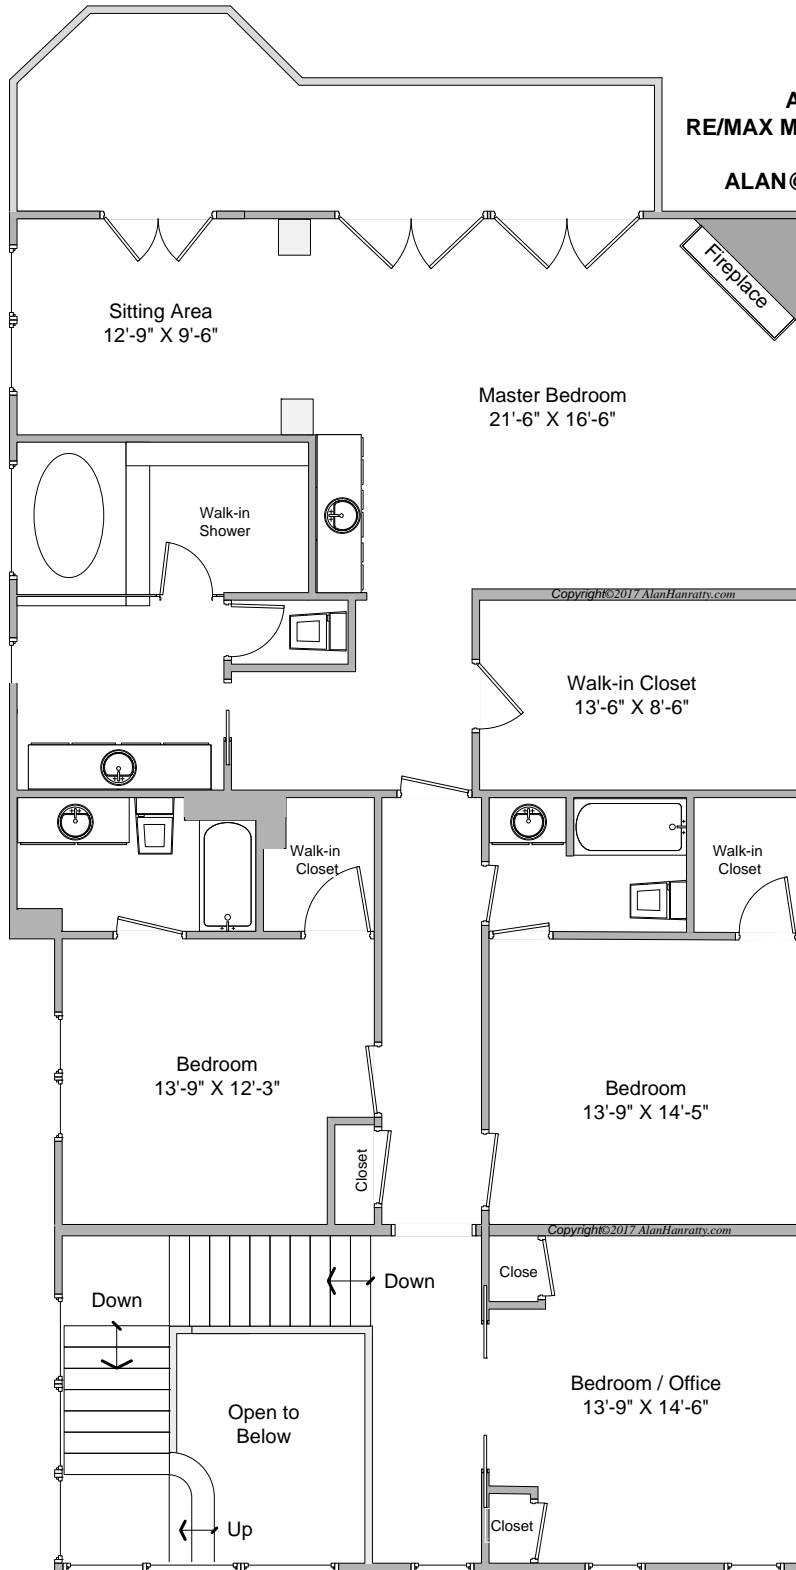 A
RE/MAX M
ALAN@
Fireplace
Sitting Area
12'-9" X 9'-6"
Master Bedroom
21'-6" X 16'-6"
Walk-in
Shower
Copyright©2017 AlanHanratty.com
Walk-in Closet
13'-6" X 8'-6"
Walk-in
Closet
Walk-in
Closet
Bedroom
13'-9" X 12'-3"
Bedroom
13'-9" X 14'-5"
Closet
Copyright©2017 AlanHanratty.com
Close
Down
Down
Bedroom / Office
13'-9" X 14'-6"
Open to
Below
Up
Closet